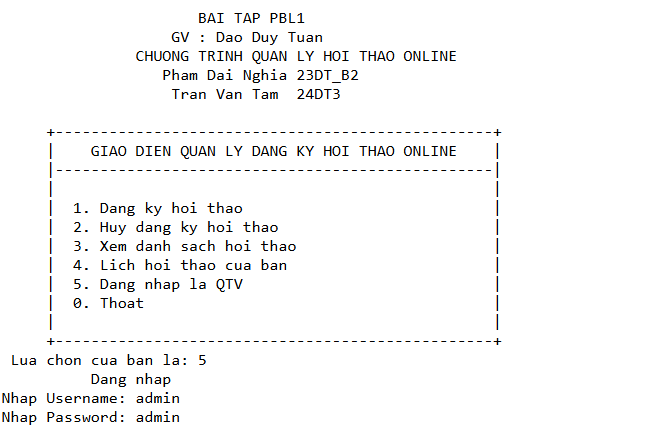 BAI TAP PBL1
GV : Dao Duy Tuan
CHUONG TRINH QUAN LY HOI THAO ONLINE
Pham Dai Nghia 23DT_B2
Tran Van Tam  24DT3
GIAO DIEN QUAN LY DANG KY HOI THAO ONLINE
1. Dang ky hoi thao
2. Huy dang ky hoi thao
3. Xem danh sach hoi thao
4. Lich hoi thao cua ban
5. Dang nhap la QTV
0. Thoat
Lua chon cua ban la: 5
Dang nhap
Nhap Username: admin
Nhap Password: admin